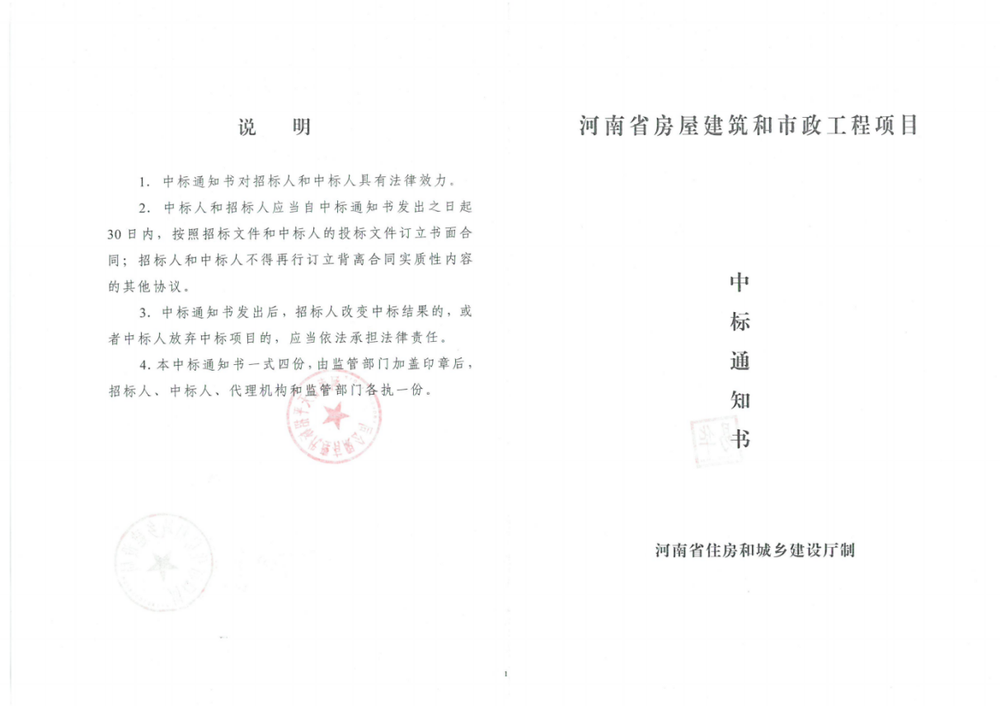 说 明
1. 中标通知书对招标人和中标人具有法律效力。
2. 中标人和招标人应当自中标通知书发出之日起
30 日内，按照招标文件和中标人的投标文件订立书面合
同；招标人和中标人不得再行订立背离合同实质性内容
的其他协议。
3. 中标通知书发出后，招标人改变中标结果的，或
者中标人放弃中标项目的，应当依法承担法律责任。
4. 本中标通知书一式四份，由监管部门加盖印章后，
招标人、中标人、代理机构和监管部门各执一份。
河南省房屋建筑和市政工程项目
中
标
通
知
书
河南省住房和城乡建设厅制
1